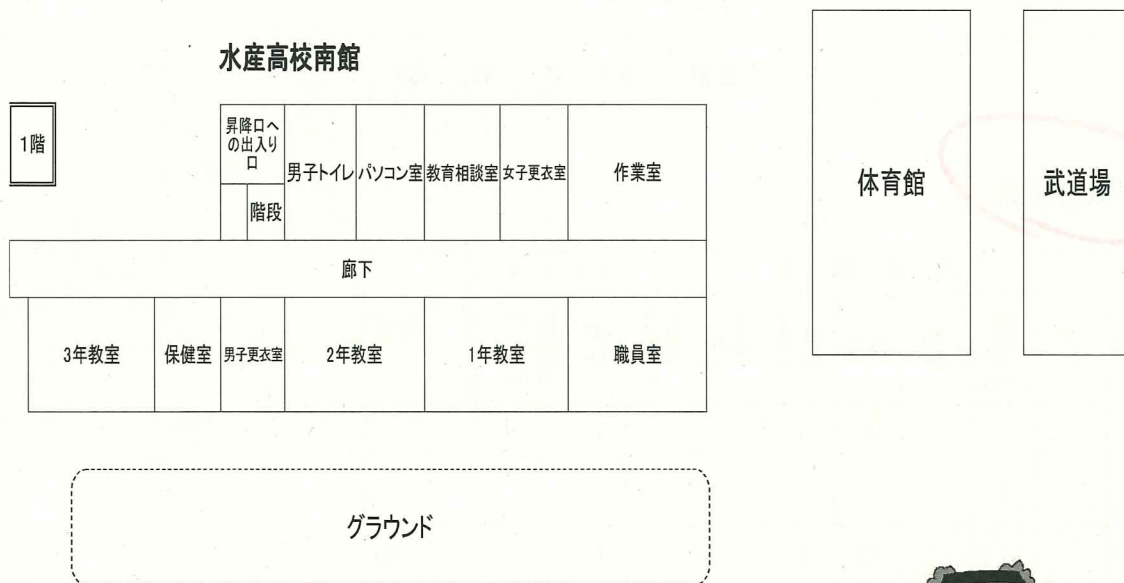 水産高校南館
1階
昇降口へ
の出入り
口
男子トイレ
パソコン室
教育相談室
女子更衣室
作業室
階段
廊下
3年教室
保健室
男子更衣室
2年教室
1年教室
職員室
グラウンド
体育館
武道場